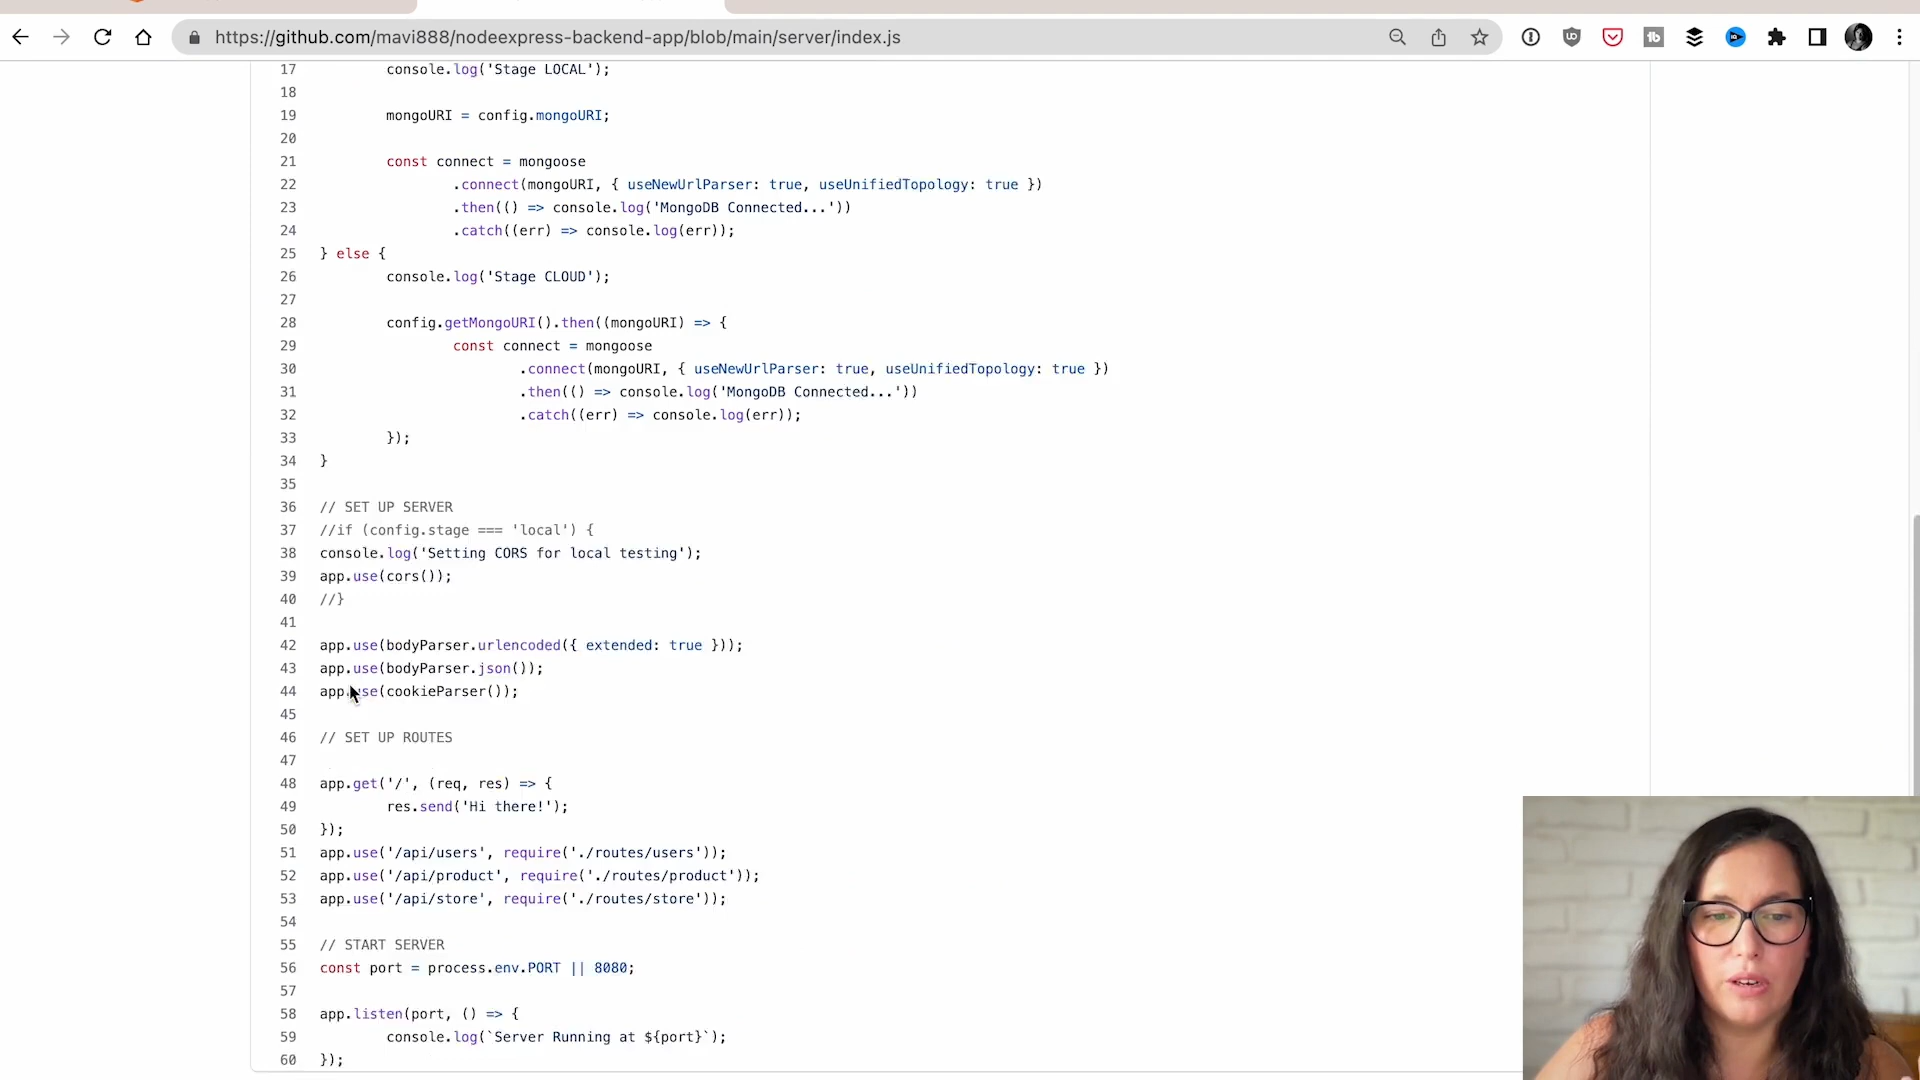 https://github.com/mavi888/nodeexpress-backend-app/blob/main/server/index.js
17 console.log('Stage LOCAL');
18
19 mongoURI = config.mongoURI;
20
21 const connect = mongoose
22 .connect(mongoURI, { useNewUrlParser: true, useUnifiedTopology: true })
23 .then(() => console.log('MongoDB Connected...'))
24 .catch((err) => console.log(err));
25 } else {
26 console.log('Stage CLOUD');
27
28 config.getMongoURI().then((mongoURI) => {
29 const connect = mongoose
30 .connect(mongoURI, { useNewUrlParser: true, useUnifiedTopology: true })
31 .then(() => console.log('MongoDB Connected...'))
32 .catch((err) => console.log(err));
33 });
34 }
35
36 // SET UP SERVER
37 //if (config.stage === 'local') {
38 console.log('Setting CORS for local testing');
39 app.use(cors());
40 //}
41
42 app.use(bodyParser.urlencoded({ extended: true }));
43 app.use(bodyParser.json());
44 app.use(cookieParser());
45
46 // SET UP ROUTES
47
48 app.get('/', (req, res) => {
49 res.send('Hi there!');
50 });
51 app.use('/api/users', require('./routes/users'));
52 app.use('/api/product', require('./routes/product'));
53 app.use('/api/store', require('./routes/store'));
54
55 // START SERVER
56 const port = process.env.PORT || 8080;
57
58 app.listen(port, () => {
59 console.log(`Server Running at ${port}`);
60 });